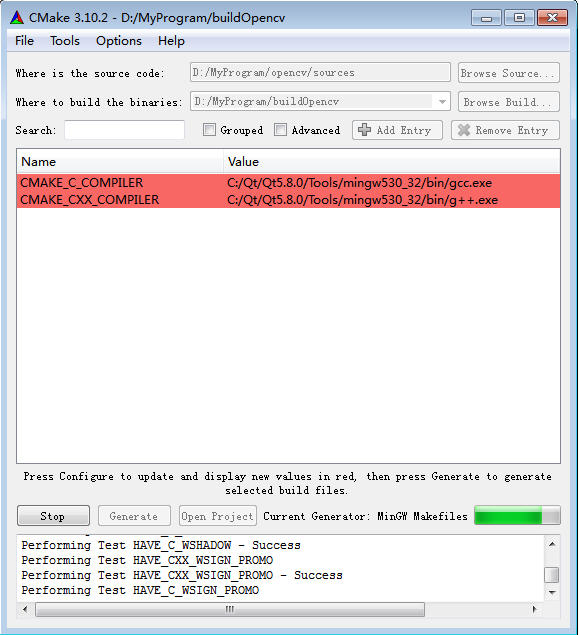 CMake 3.10.2 - D:/MyProgram/buildOpencv
File Tools Options Help
Where is the source code: D:/MyProgram/opencv/sources Browse Source...
Where to build the binaries: D:/MyProgram/buildOpencv Browse Build...
Search: Grouped Advanced Add Entry Remove Entry
Name Value
CMAKE_C_COMPILER C:/Qt/Qt5.8.0/Tools/mingw530_32/bin/gcc.exe
CMAKE_CXX_COMPILER C:/Qt/Qt5.8.0/Tools/mingw530_32/bin/g++.exe
Press Configure to update and display new values in red, then press Generate to generate
selected build files.
Stop Generate Open Project Current Generator: MinGW Makefiles
Performing Test HAVE_C_WSHADOW - Success
Performing Test HAVE_CXX_WSIGN_PROMO
Performing Test HAVE_CXX_WSIGN_PROMO - Success
Performing Test HAVE_C_WSIGN_PROMO